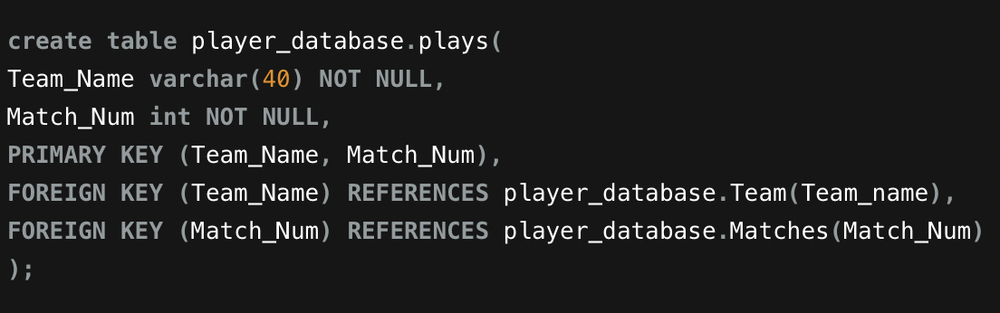 create table player_database.plays(
Team_Name varchar(40) NOT NULL,
Match_Num int NOT NULL,
PRIMARY KEY (Team_Name, Match_Num),
FOREIGN KEY (Team_Name) REFERENCES player_database.Team(Team_name),
FOREIGN KEY (Match_Num) REFERENCES player_database.Matches(Match_Num)
);